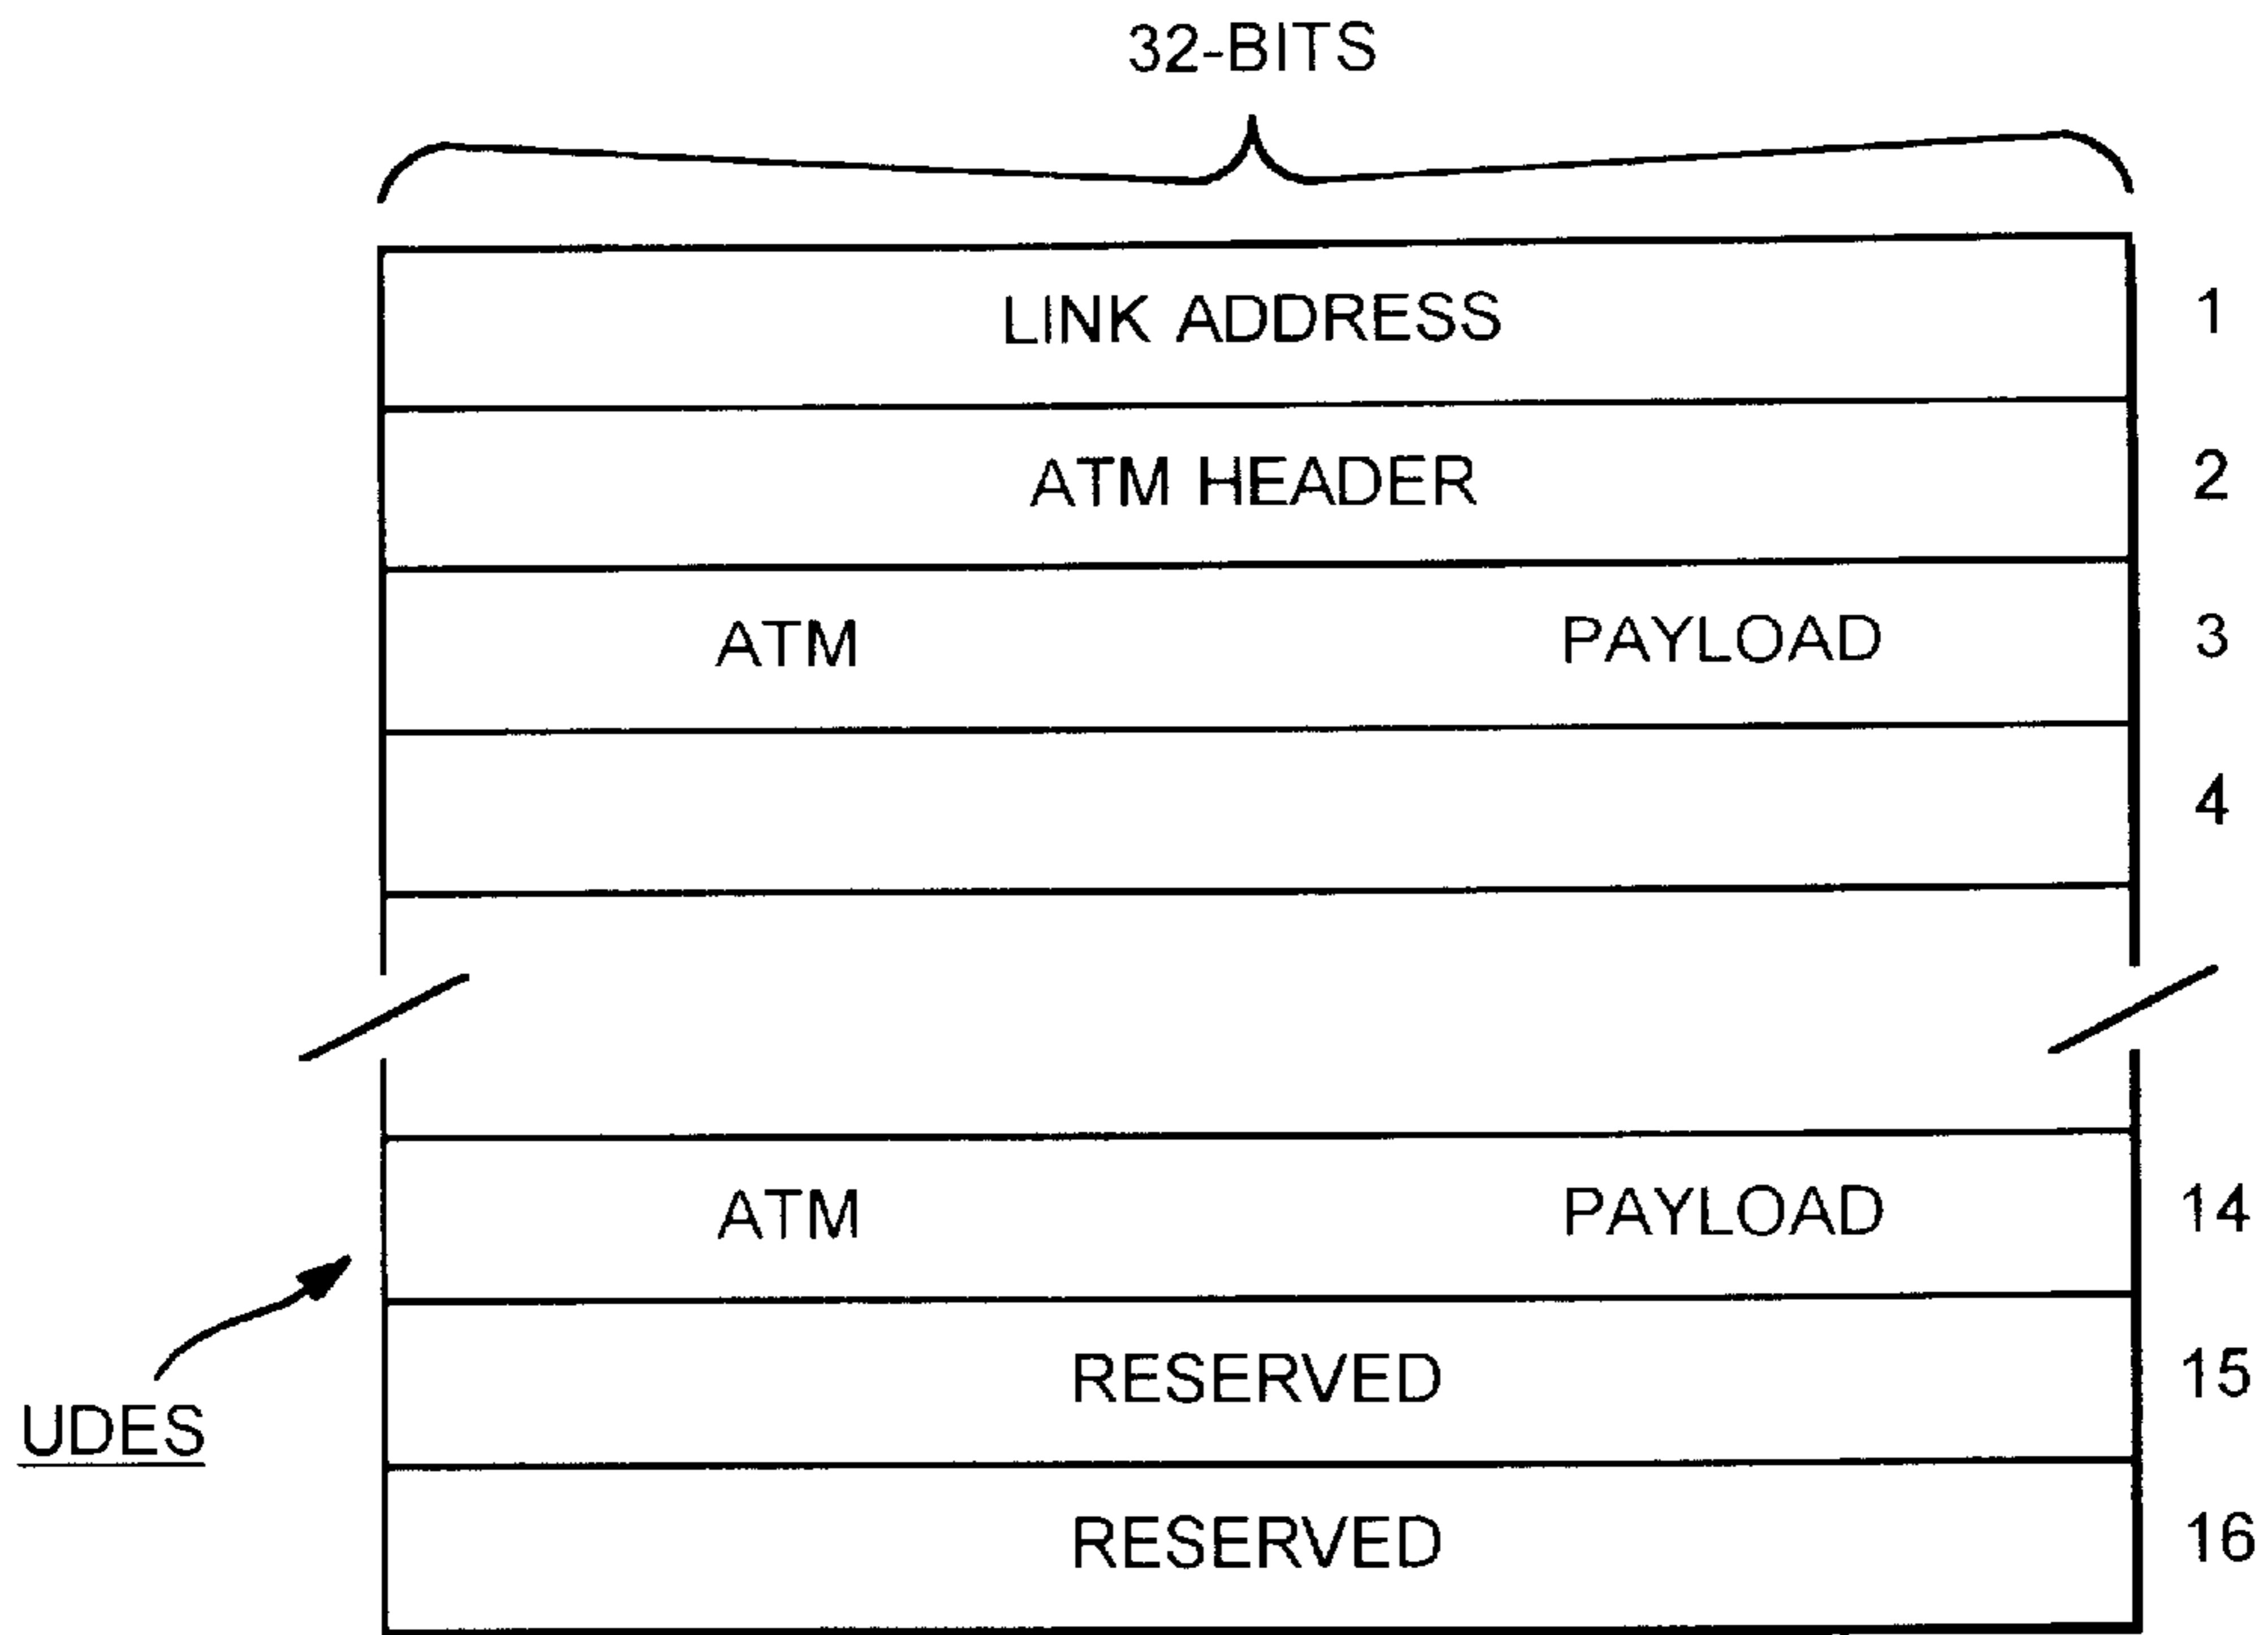 32-BITS
LINK ADDRESS 1
ATM HEADER 2
ATM PAYLOAD 3
4
ATM PAYLOAD 14
RESERVED 15
UDES
RESERVED 16